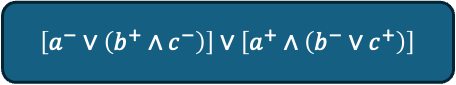 [a⁻ ∨ (b⁺ ∧ c⁻)] ∨ [a⁺ ∧ (b⁻ ∨ c⁺)]